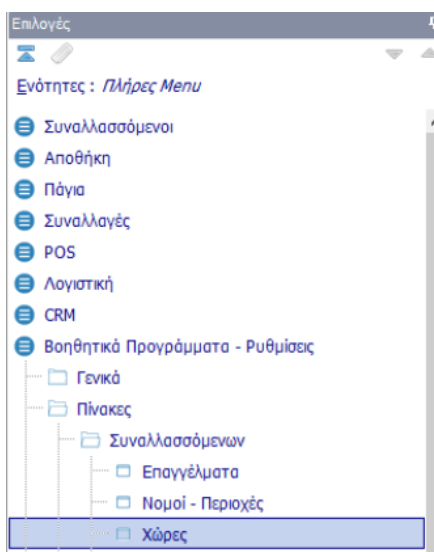 Επιλογές
Ενότητες : Πλήρες Menu
Συναλλασσόμενοι
Αποθήκη
Πάγια
Συναλλαγές
POS
Λογιστική
CRM
Βοηθητικά Προγράμματα - Ρυθμίσεις
Γενικά
Πίνακες
Συναλλασσόμενων
Επαγγέλματα
Νομοί - Περιοχές
Χώρες